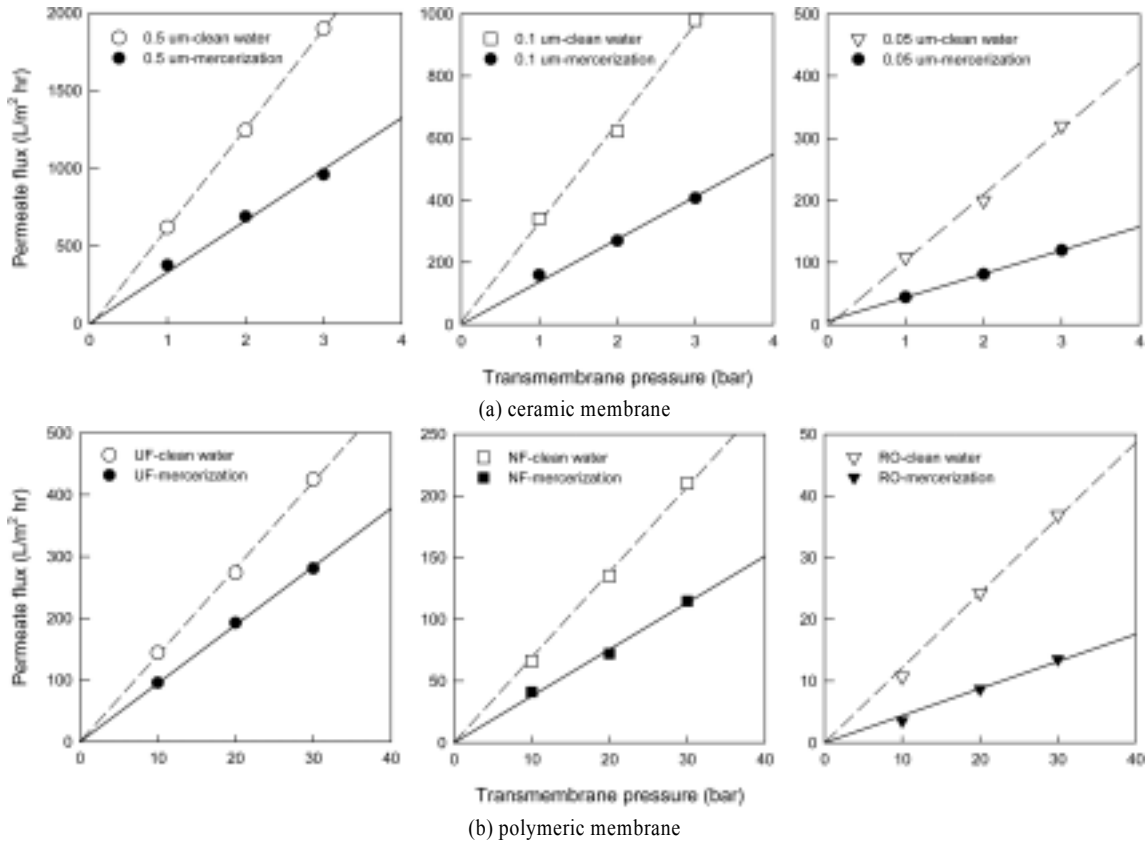 Permeate flux (L/m² hr)
2000
1500
1000
500
0
0 1 2 3 4
0.5 um-clean water
0.5 um-mercerization
1000
800
600
400
200
0
0 1 2 3 4
0.1 um-clean water
0.1 um-mercerization
500
400
300
200
100
0
0 1 2 3 4
0.05 um-clean water
0.05 um-mercerization
Transmembrane pressure (bar)
(a) ceramic membrane
Permeate flux (L/m² hr)
500
400
300
200
100
0
0 10 20 30 40
UF-clean water
UF-mercerization
250
200
150
100
50
0
0 10 20 30 40
NF-clean water
NF-mercerization
50
40
30
20
10
0
0 10 20 30 40
RO-clean water
RO-mercerization
Transmembrane pressure (bar)
(b) polymeric membrane